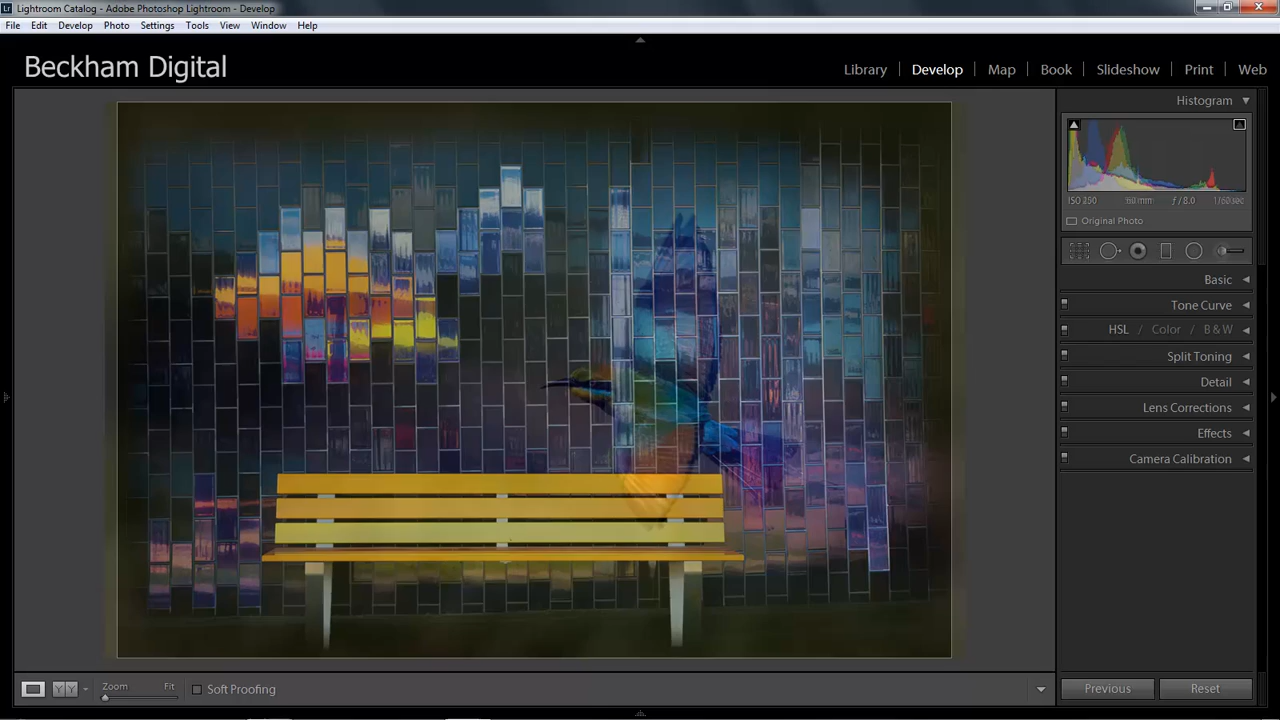 Lightroom Catalog - Adobe Photoshop Lightroom - Develop
File Edit Develop Photo Settings Tools View Window Help
Beckham Digital
Library Develop Map Book Slideshow Print Web
Histogram
ISO 250 f / 8.0 1/60 sec
Original Photo
Basic
Tone Curve
HSL / Color / B & W
Split Toning
Detail
Lens Corrections
Effects
Camera Calibration
Zoom Fit Soft Proofing
Previous Reset